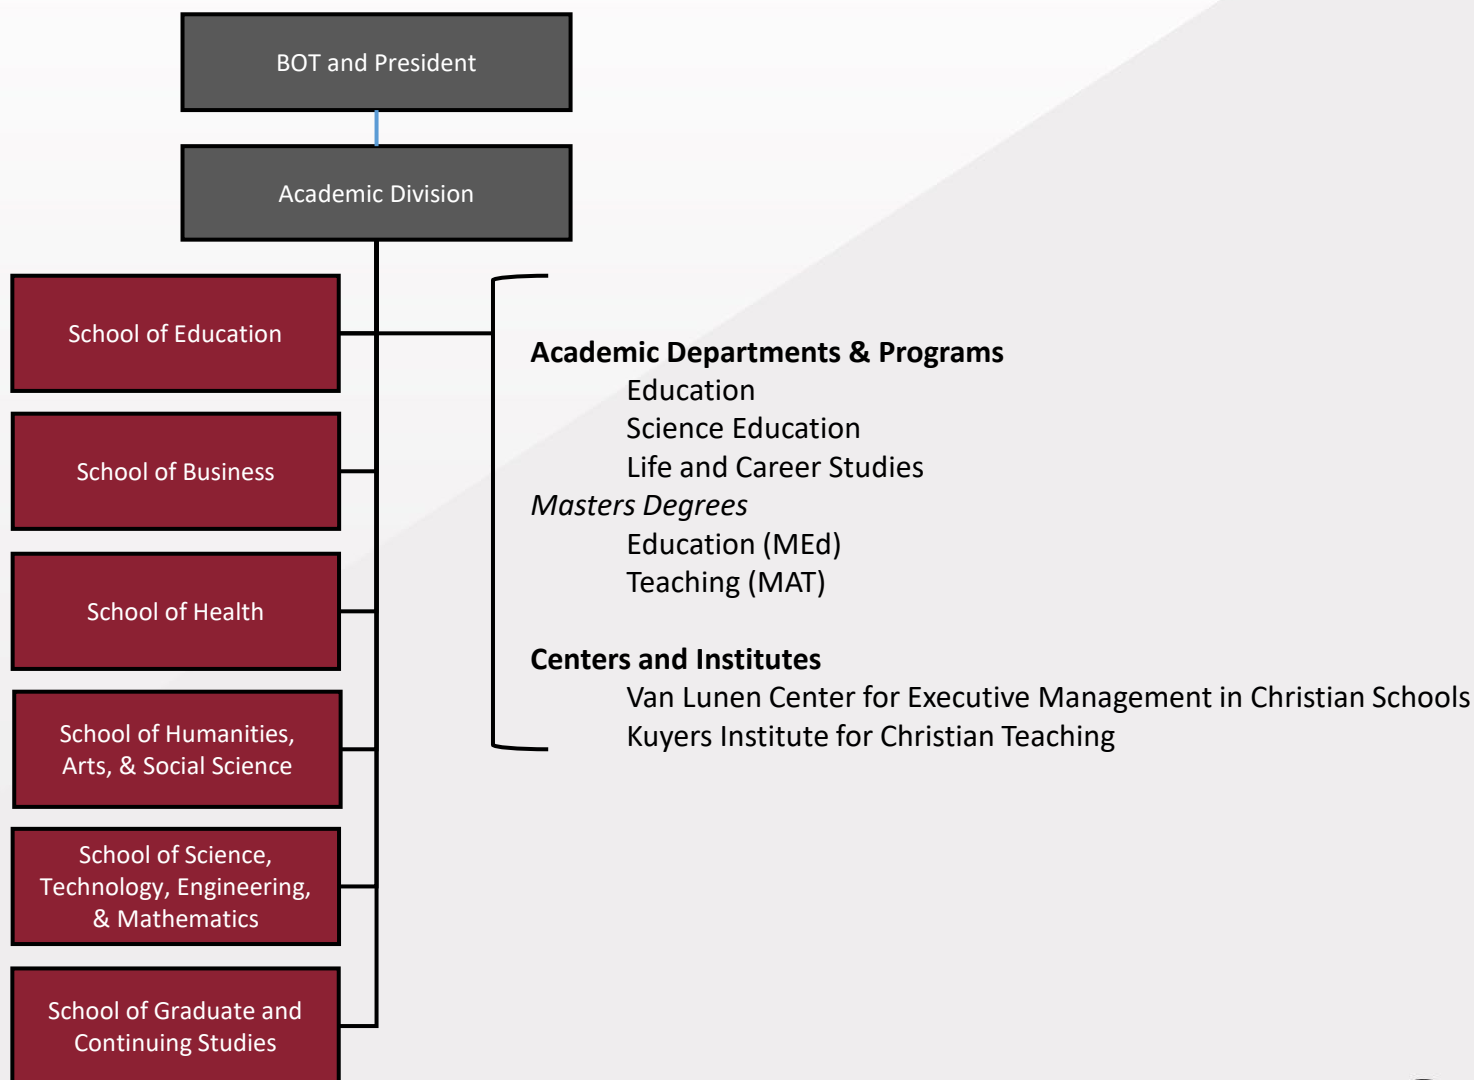 BOT and President
Academic Division
School of Education
School of Business
School of Health
School of Humanities,
Arts, & Social Science
School of Science,
Technology, Engineering,
& Mathematics
School of Graduate and
Continuing Studies
Academic Departments & Programs
Education
Science Education
Life and Career Studies
Masters Degrees
Education (MEd)
Teaching (MAT)
Centers and Institutes
Van Lunen Center for Executive Management in Christian Schools
Kuyers Institute for Christian Teaching